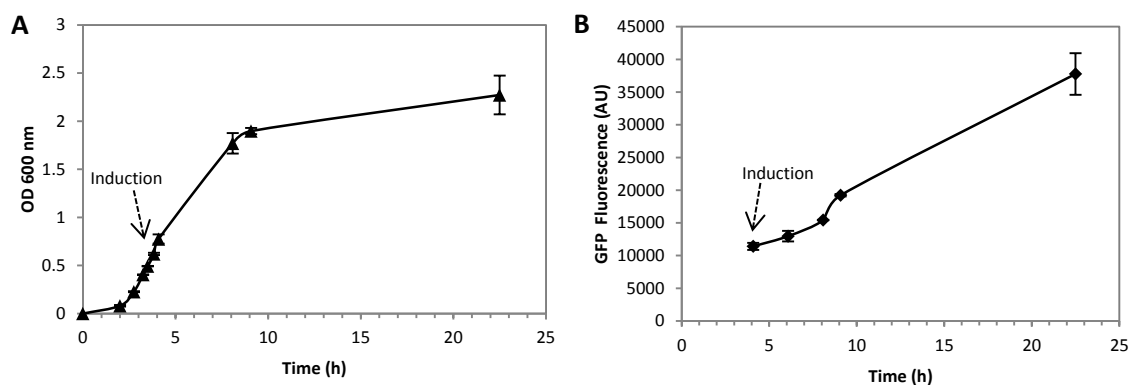 A
OD 600 nm
3
2.5
2
1.5
1
0.5
0
Induction
0 5 10 15 20 25
Time (h)
B
GFP Fluorescence (AU)
45000
40000
35000
30000
25000
20000
15000
10000
5000
0
Induction
0 5 10 15 20 25
Time (h)